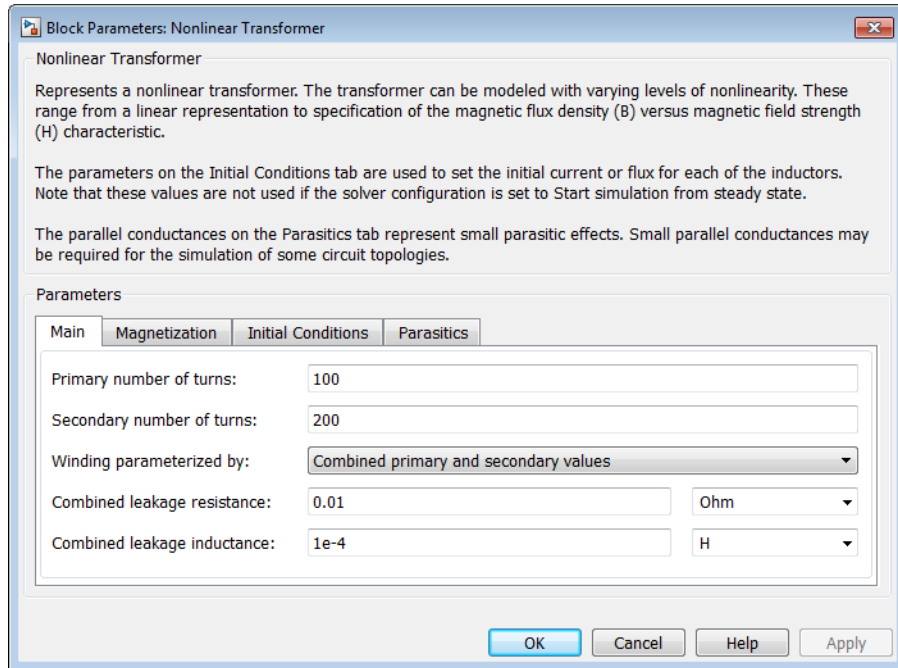 Block Parameters: Nonlinear Transformer
Nonlinear Transformer
Represents a nonlinear transformer. The transformer can be modeled with varying levels of nonlinearity. These
range from a linear representation to specification of the magnetic flux density (B) versus magnetic field strength
(H) characteristic.
The parameters on the Initial Conditions tab are used to set the initial current or flux for each of the inductors.
Note that these values are not used if the solver configuration is set to Start simulation from steady state.
The parallel conductances on the Parasitics tab represent small parasitic effects. Small parallel conductances may
be required for the simulation of some circuit topologies.
Parameters
Main Magnetization Initial Conditions Parasitics
Primary number of turns: 100
Secondary number of turns: 200
Winding parameterized by: Combined primary and secondary values
Combined leakage resistance: 0.01 Ohm
Combined leakage inductance: 1e-4 H
OK Cancel Help Apply